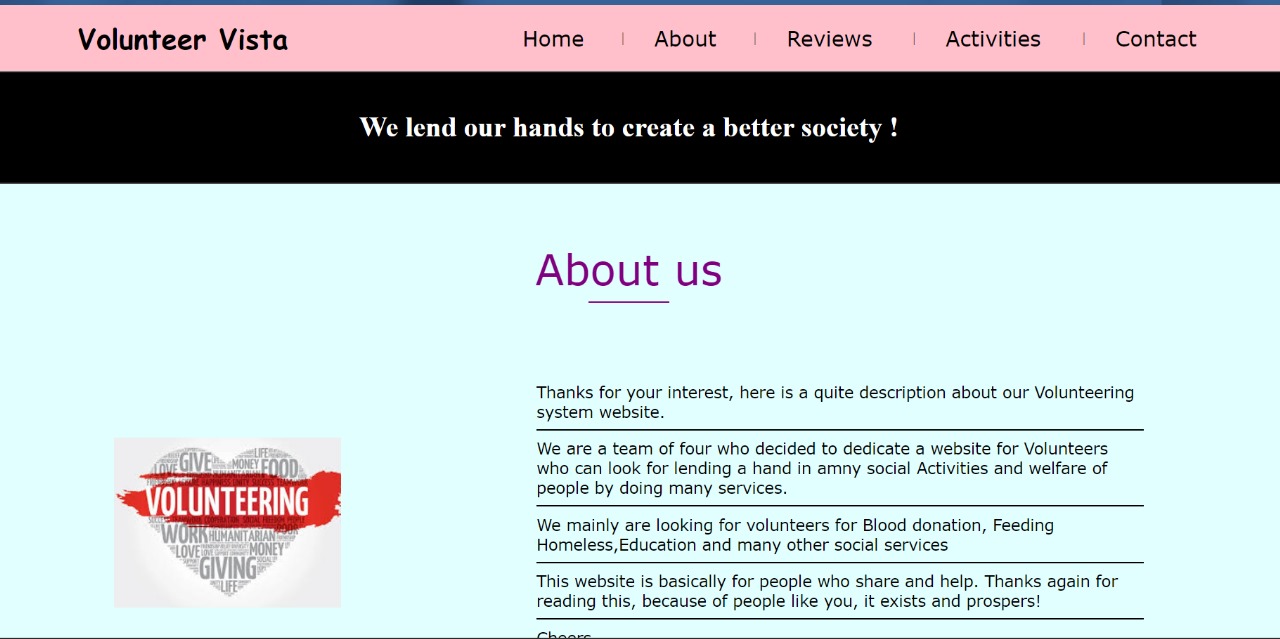 Volunteer Vista
Home | About | Reviews | Activities | Contact
We lend our hands to create a better society !
About us
Thanks for your interest, here is a quite description about our Volunteering
system website.
We are a team of four who decided to dedicate a website for Volunteers
who can look for lending a hand in amny social Activities and welfare of
people by doing many services.
We mainly are looking for volunteers for Blood donation, Feeding
Homeless,Education and many other social services
This website is basically for people who share and help. Thanks again for
reading this, because of people like you, it exists and prospers!
Cheers
LIFE
GIVE
LOVE
MONEY FOOD
HUMANITARIAN
VOLUNTEERING
WORK HUMANITARIAN POOR
LOVE LOVE MONEY
GIVING
LIFE